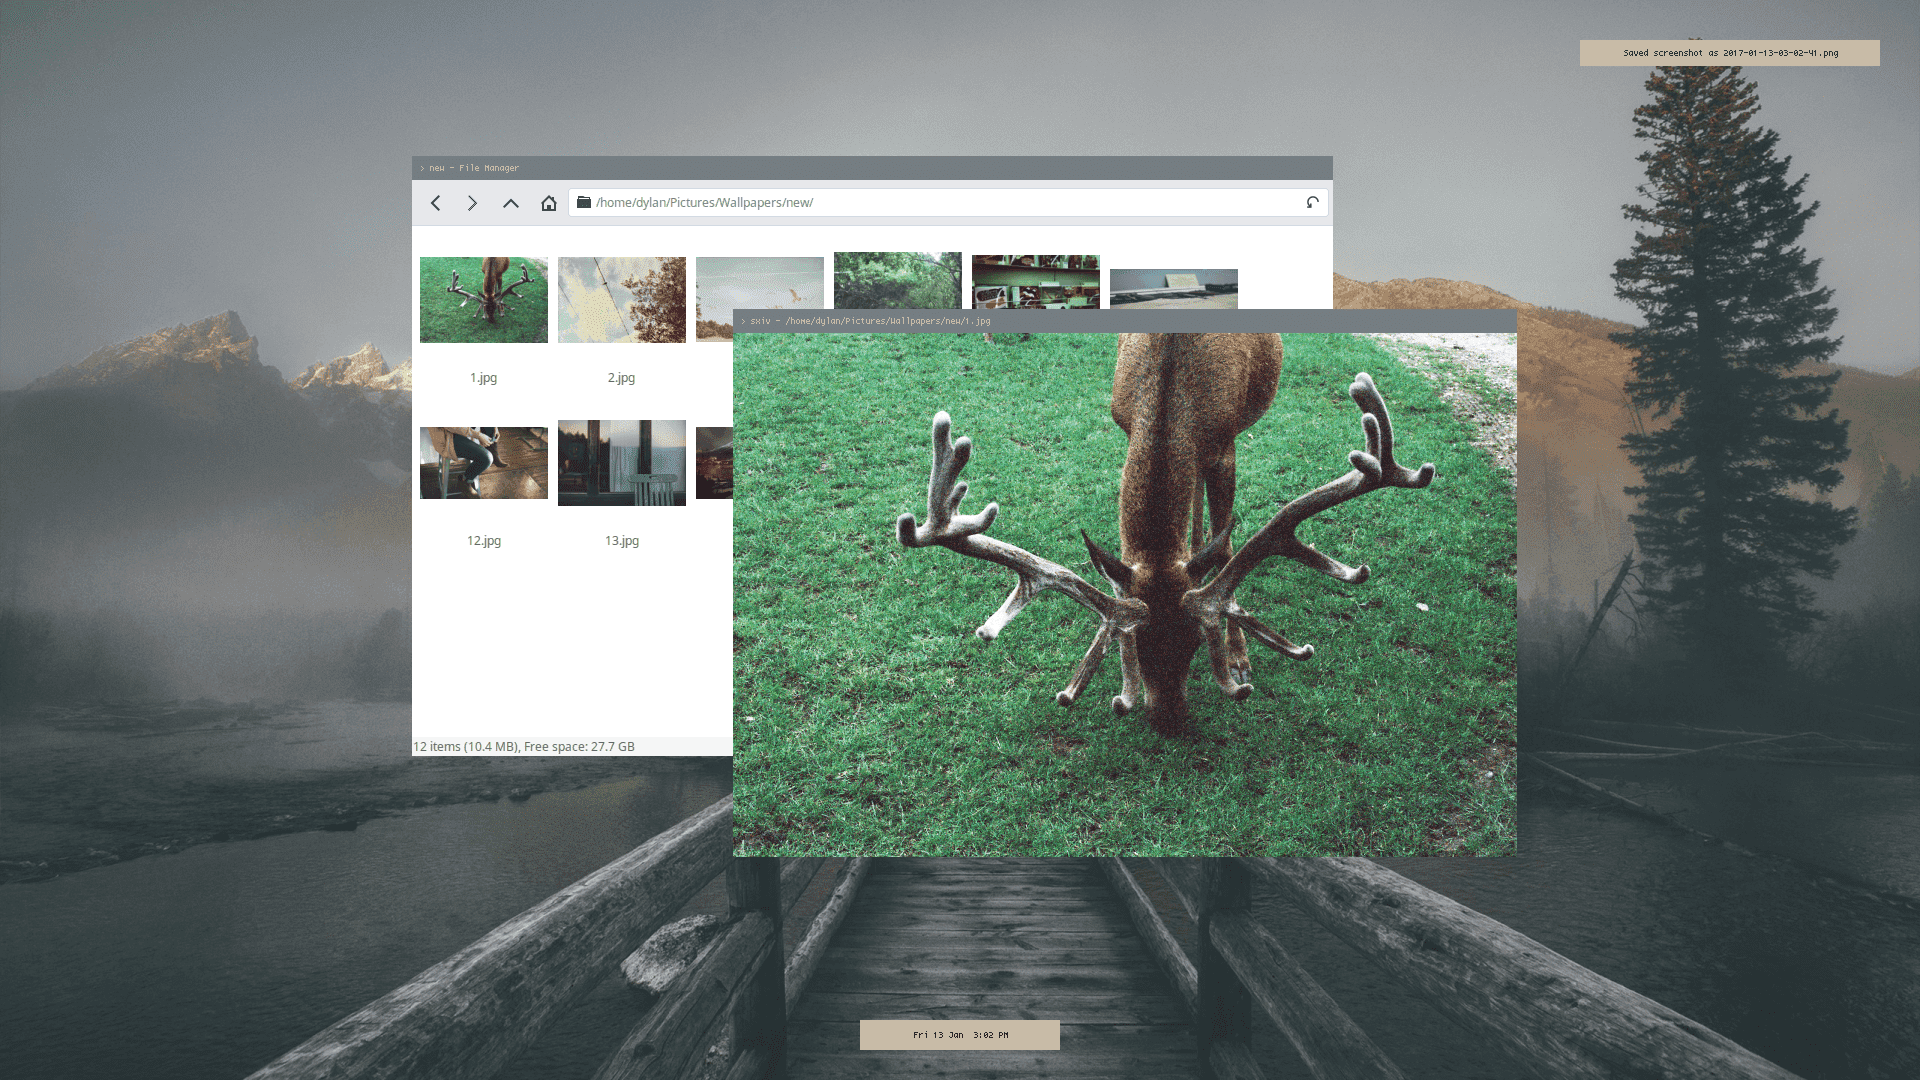 Saved screenshot as 2017-01-13-03-02-41.png
> new - File Manager
/home/dylan/Pictures/Wallpapers/new/
> sxiv - /home/dylan/Pictures/Wallpapers/new/1.jpg
1.jpg
2.jpg
12.jpg
13.jpg
12 items (10.4 MB), Free space: 27.7 GB
Fri 13 Jan 3:02 PM